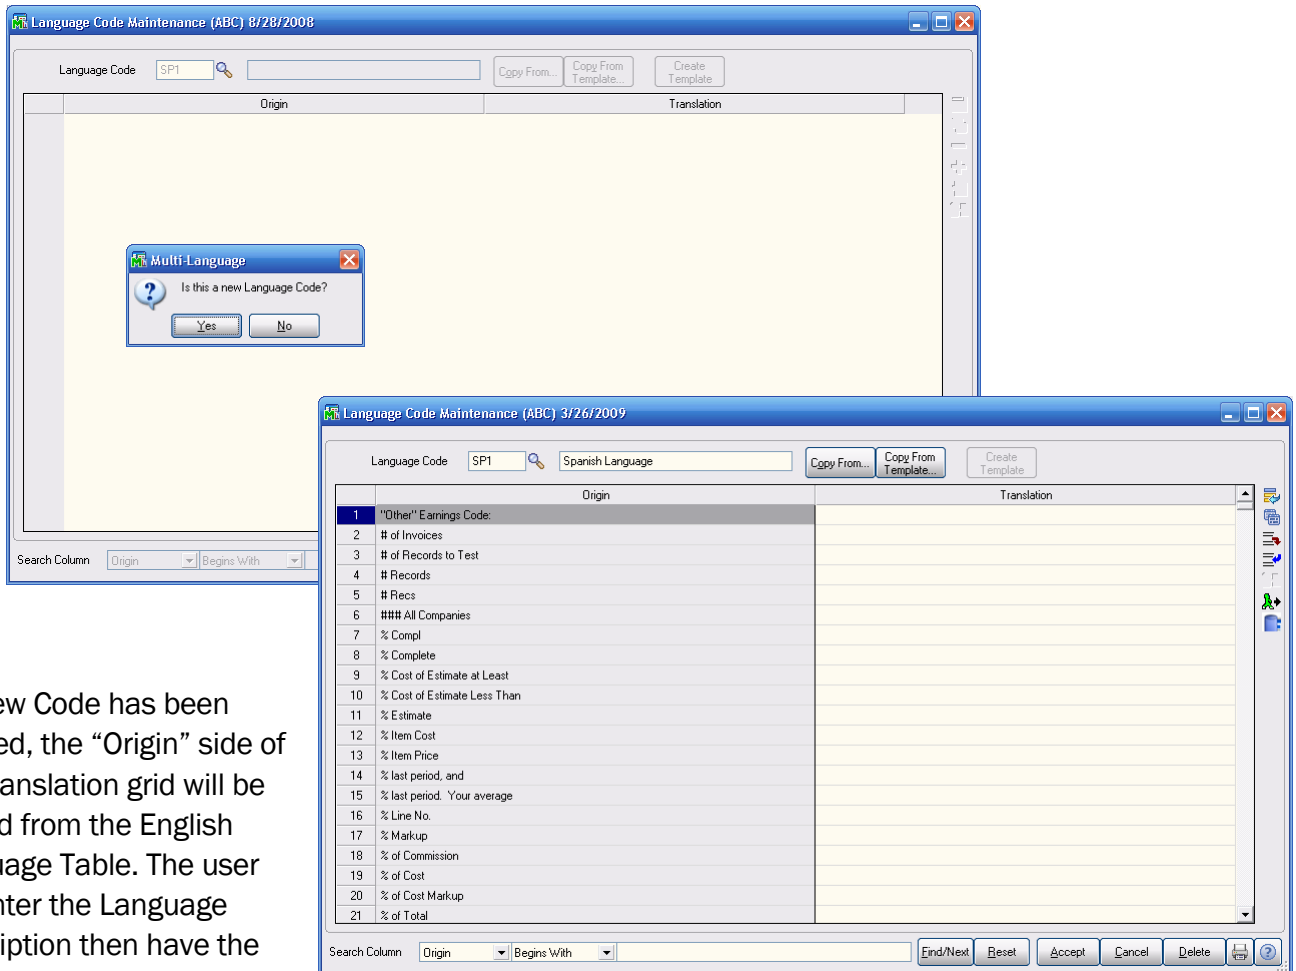 Language Code Maintenance (ABC) 8/28/2008
Language Code SP1 Copy From... Copy From Template... Create Template
Origin Translation
Multi-Language
Is this a new Language Code?
Yes No
Search Column Origin Begins With
Language Code Maintenance (ABC) 3/26/2009
Language Code SP1 Spanish Language Copy From... Copy From Template... Create Template
Origin Translation
1 "Other" Earnings Code:
2 # of Invoices
3 # of Records to Test
4 # Records
5 # Recs
6 ### All Companies
7 % Compl
8 % Complete
9 % Cost of Estimate at Least
10 % Cost of Estimate Less Than
11 % Estimate
12 % Item Cost
13 % Item Price
14 % last period, and
15 % last period. Your average
16 % Line No.
17 % Markup
18 % of Commission
19 % of Cost
20 % of Cost Markup
21 % of Total
Search Column Origin Begins With Find/Next Reset Accept Cancel Delete
ew Code has been
ed, the “Origin” side of
anslation grid will be
d from the English
uage Table. The user
nter the Language
iption then have the